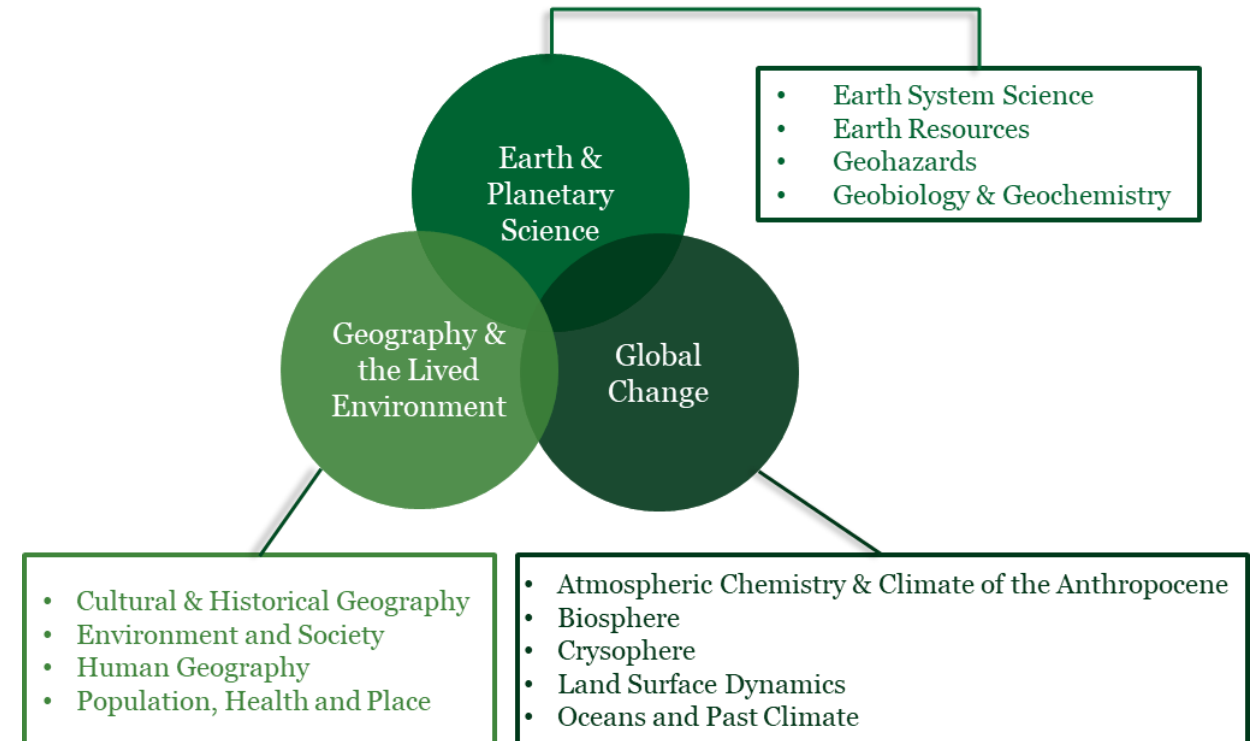 Earth &
Planetary
Science
• Earth System Science
• Earth Resources
• Geohazards
• Geobiology & Geochemistry
Geography &
the Lived
Environment
Global
Change
• Cultural & Historical Geography
• Environment and Society
• Human Geography
• Population, Health and Place
• Atmospheric Chemistry & Climate of the Anthropocene
• Biosphere
• Crysophere
• Land Surface Dynamics
• Oceans and Past Climate